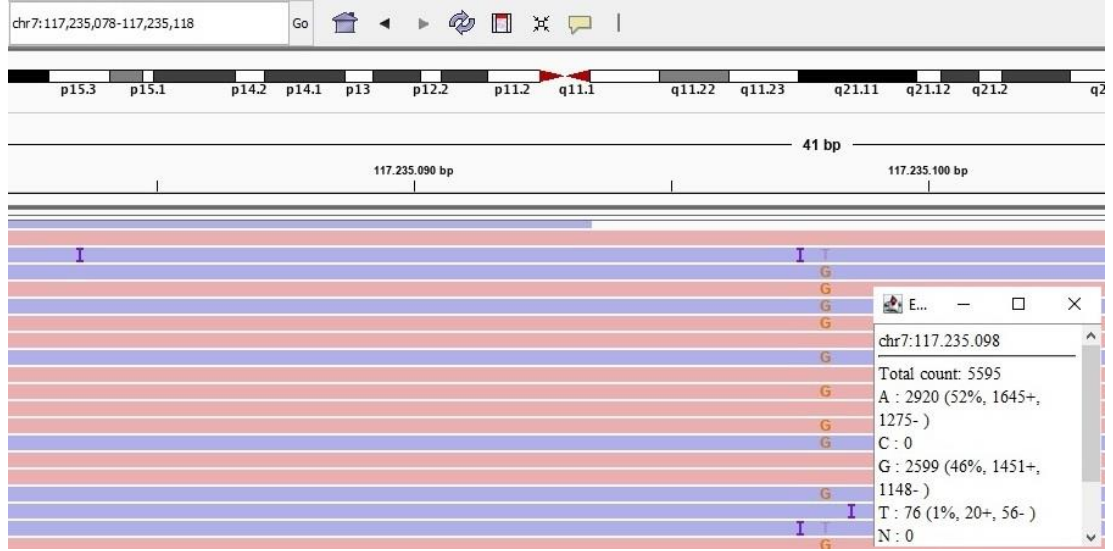 chr7:117,235,078-117,235,118 Go
p15.3 p15.1 p14.2 p14.1 p13 p12.2 p11.2 q11.1 q11.22 q11.23 q21.11 q21.12 q21.2 q2
41 bp
117.235.090 bp 117.235.100 bp
I I T
G
G
G E...
G
chr7:117.235.098
G
Total count: 5595
G A : 2920 (52%, 1645+,
1275- )
G
G C : 0
G : 2599 (46%, 1451+,
G 1148- )
I T : 76 (1%, 20+, 56- )
I T N : 0
G